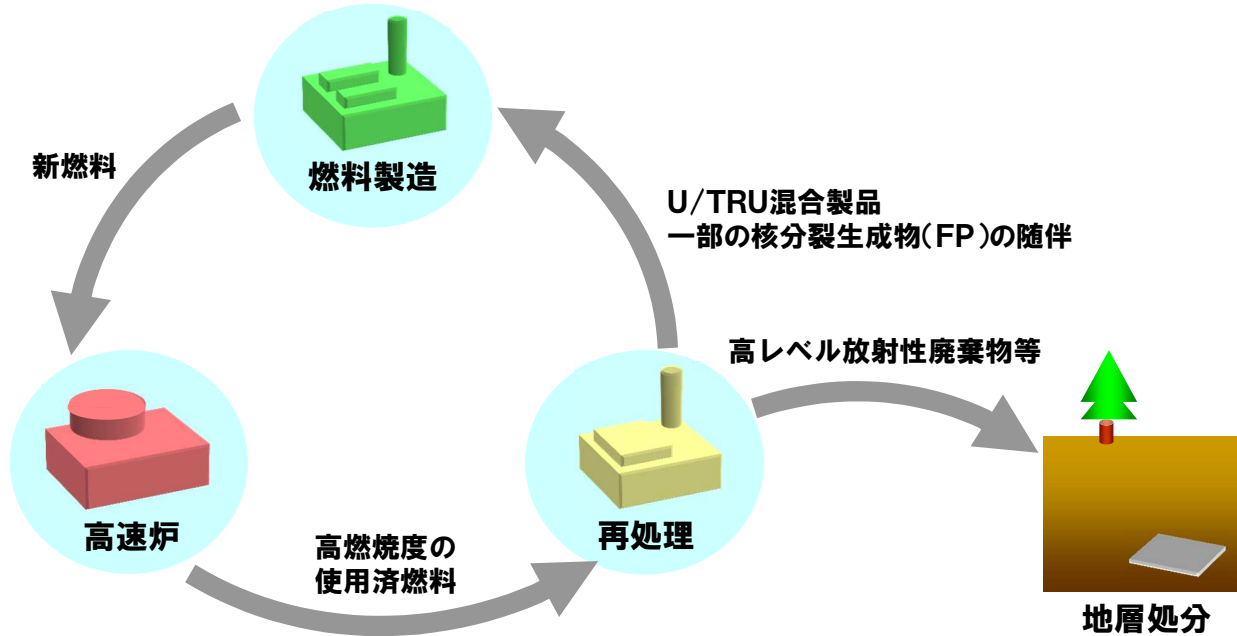 燃料製造
新燃料
U/TRU混合製品
一部の核分裂生成物(FP)の随伴
高レベル放射性廃棄物等
高速炉
再処理
高燃焼度の
使用済燃料
地層処分